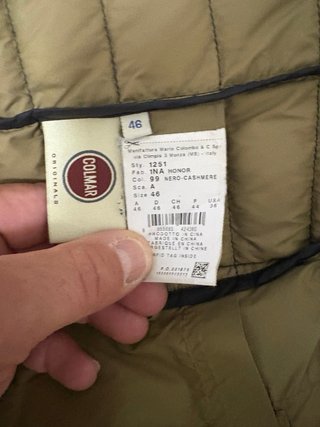 46
COLMAR
ORIGINALS
Manifattura Mario Colombo & C Spa
via Olimpia 3 Monza (MB) - Italy
Sty. 1251
Fab. 1NA HONOR
Col. 99 NERO-CASHMERE
Sca. A
Size 46
A D CH F USA
46 46 46 44 36
PRODOTTO IN CINA
MADE IN CHINA
FABRIQUE EN CHINE
HERGESTELLT IN CHINE
RFID TAG INSIDE